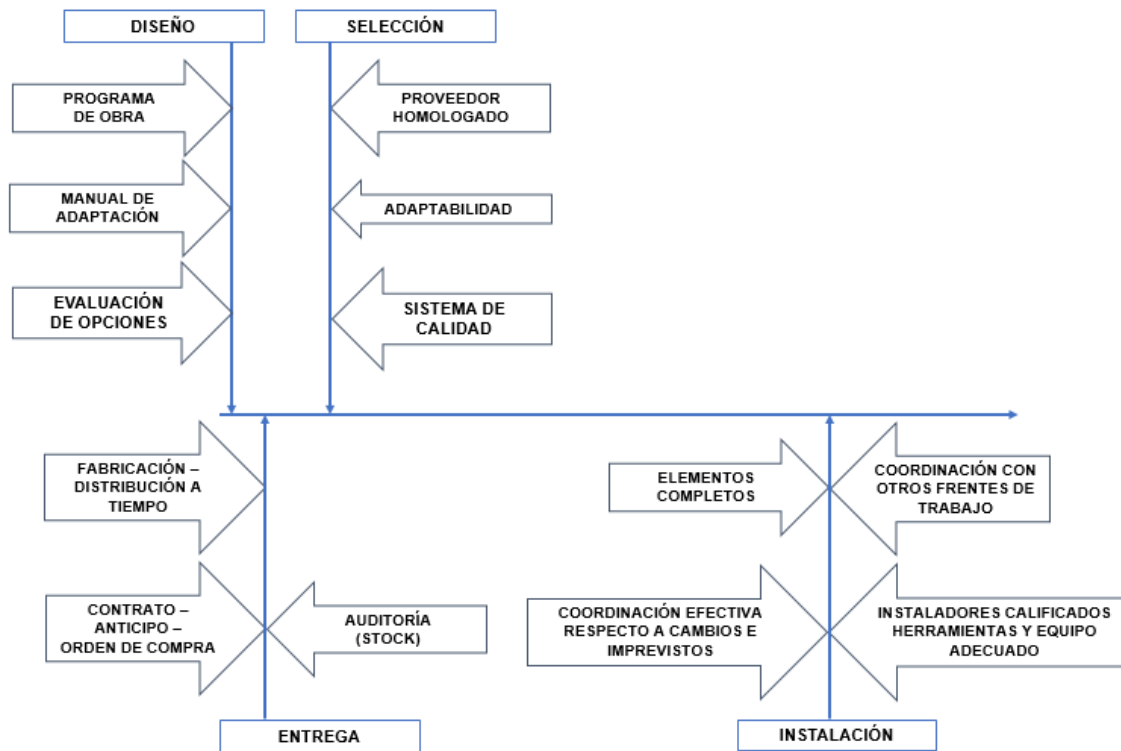 DISEÑO
SELECCIÓN
PROGRAMA
DE OBRA
PROVEEDOR
HOMOLOGADO
MANUAL DE
ADAPTACIÓN
ADAPTABILIDAD
EVALUACIÓN
DE OPCIONES
SISTEMA DE
CALIDAD
FABRICACIÓN –
DISTRIBUCIÓN A
TIEMPO
ELEMENTOS
COMPLETOS
COORDINACIÓN CON
OTROS FRENTES DE
TRABAJO
CONTRATO –
ANTICIPO –
ORDEN DE COMPRA
AUDITORÍA
(STOCK)
COORDINACIÓN EFECTIVA
RESPECTO A CAMBIOS E
IMPREVISTOS
INSTALADORES CALIFICADOS
HERRAMIENTAS Y EQUIPO
ADECUADO
ENTREGA
INSTALACIÓN